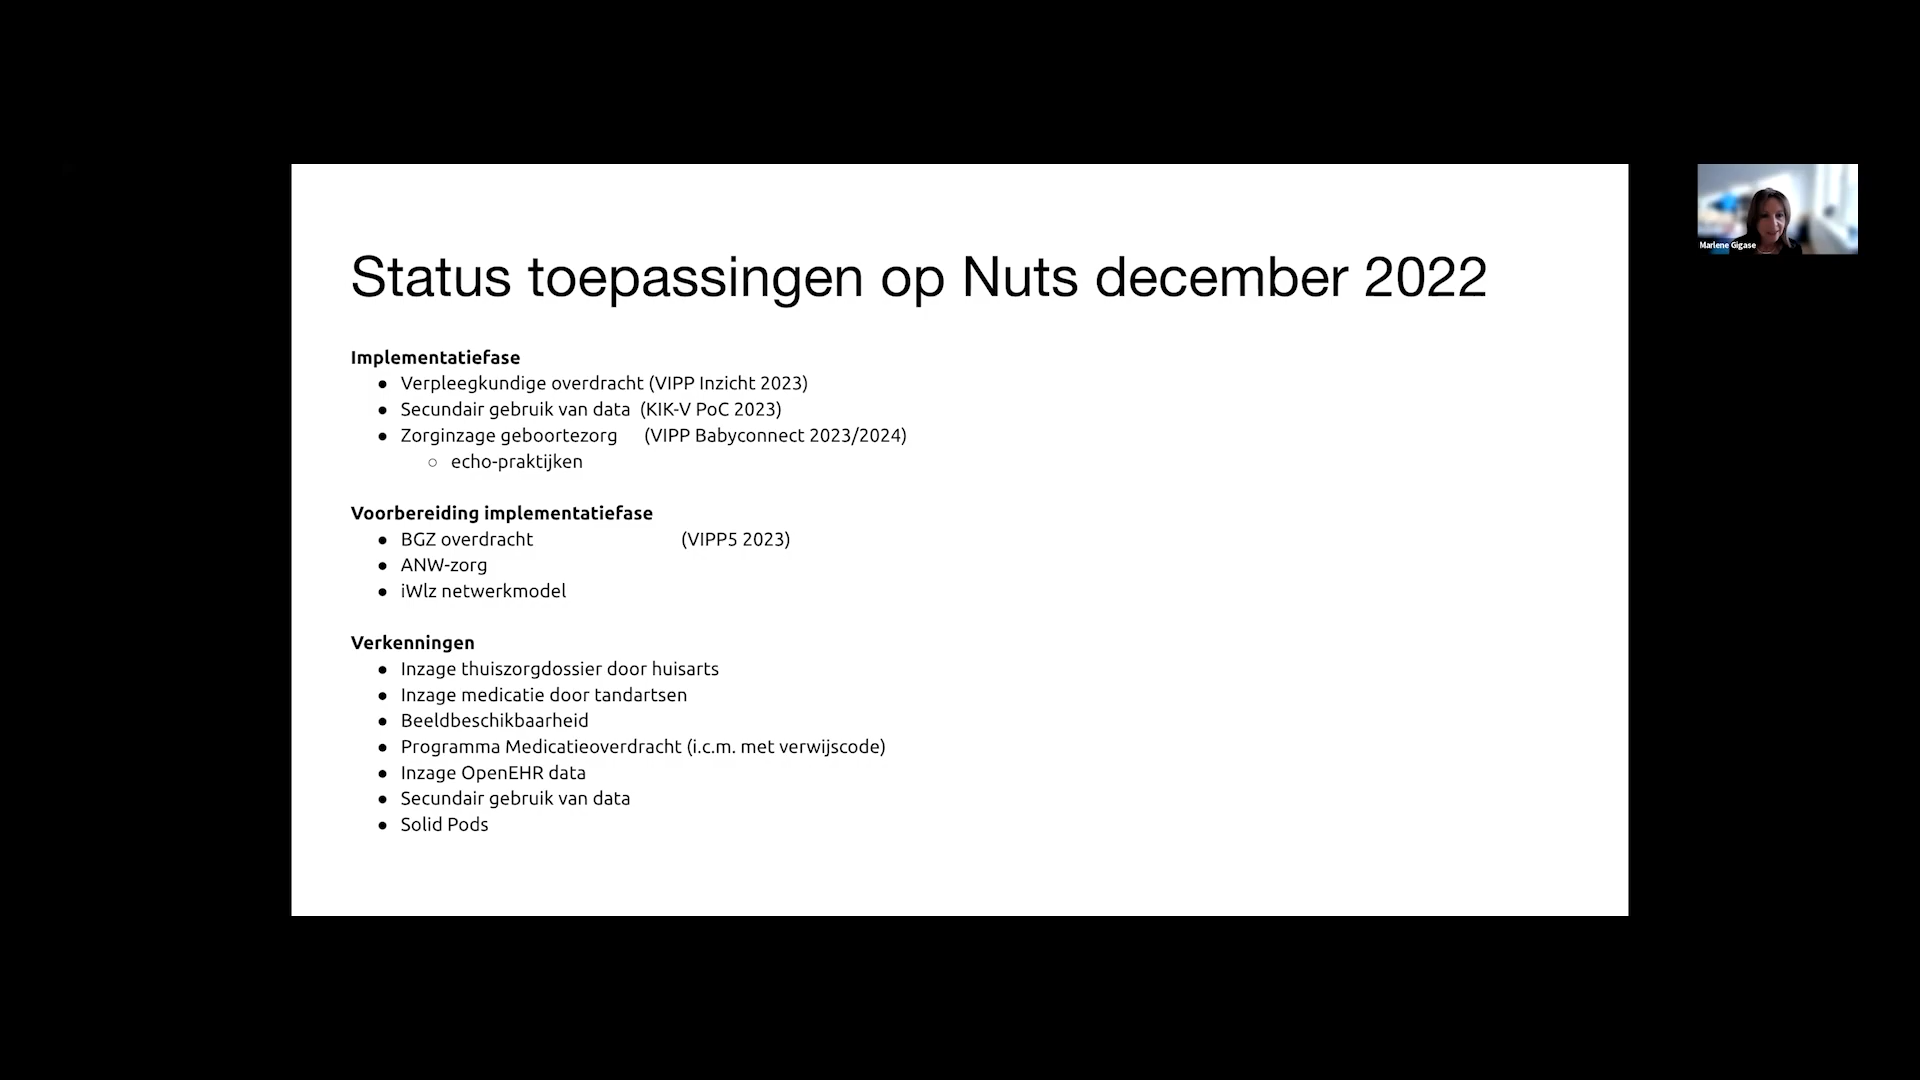 Status toepassingen op Nuts december 2022
Implementatiefase
● Verpleegkundige overdracht (VIPP Inzicht 2023)
● Secundair gebruik van data (KIK-V PoC 2023)
● Zorginzage geboortezorg (VIPP Babyconnect 2023/2024)
○ echo-praktijken
Voorbereiding implementatiefase
● BGZ overdracht (VIPP5 2023)
● ANW-zorg
● iWlz netwerkmodel
Verkenningen
● Inzage thuiszorgdossier door huisarts
● Inzage medicatie door tandartsen
● Beeldbeschikbaarheid
● Programma Medicatieoverdracht (i.c.m. met verwijscode)
● Inzage OpenEHR data
● Secundair gebruik van data
● Solid Pods
Marlene Gigase